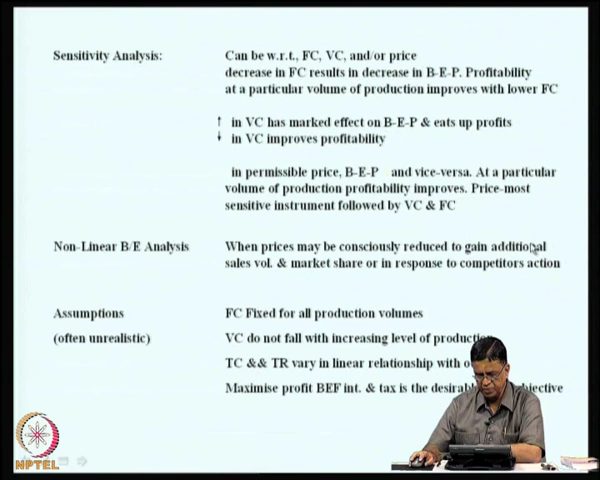 Sensitivity Analysis: Can be w.r.t., FC, VC, and/or price
decrease in FC results in decrease in B-E-P. Profitability
at a particular volume of production improves with lower FC
↑ in VC has marked effect on B-E-P & eats up profits
↓ in VC improves profitability
in permissible price, B-E-P and vice-versa. At a particular
volume of production profitability improves. Price-most
sensitive instrument followed by VC & FC
Non-Linear B/E Analysis When prices may be consciously reduced to gain additional
sales vol. & market share or in response to competitors action
Assumptions FC Fixed for all production volumes
(often unrealistic) VC do not fall with increasing level of production
TC && TR vary in linear relationship with
Maximise profit BEF int. & tax is the
NPTEL